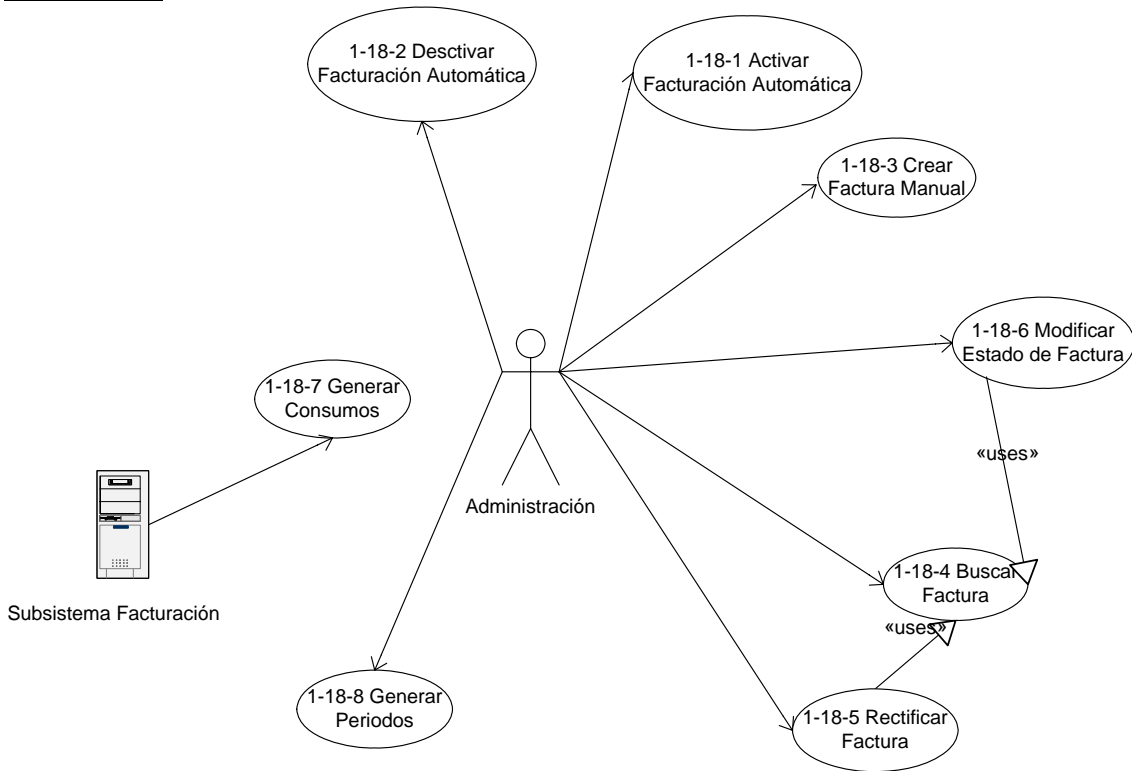 1-18-2 Desctivar
Facturación Automática
1-18-1 Activar
Facturación Automática
1-18-3 Crear
Factura Manual
1-18-6 Modificar
Estado de Factura
1-18-7 Generar
Consumos
«uses»
Administración
1-18-4 Buscar
Factura
Subsistema Facturación
«uses»
1-18-8 Generar
Periodos
1-18-5 Rectificar
Factura